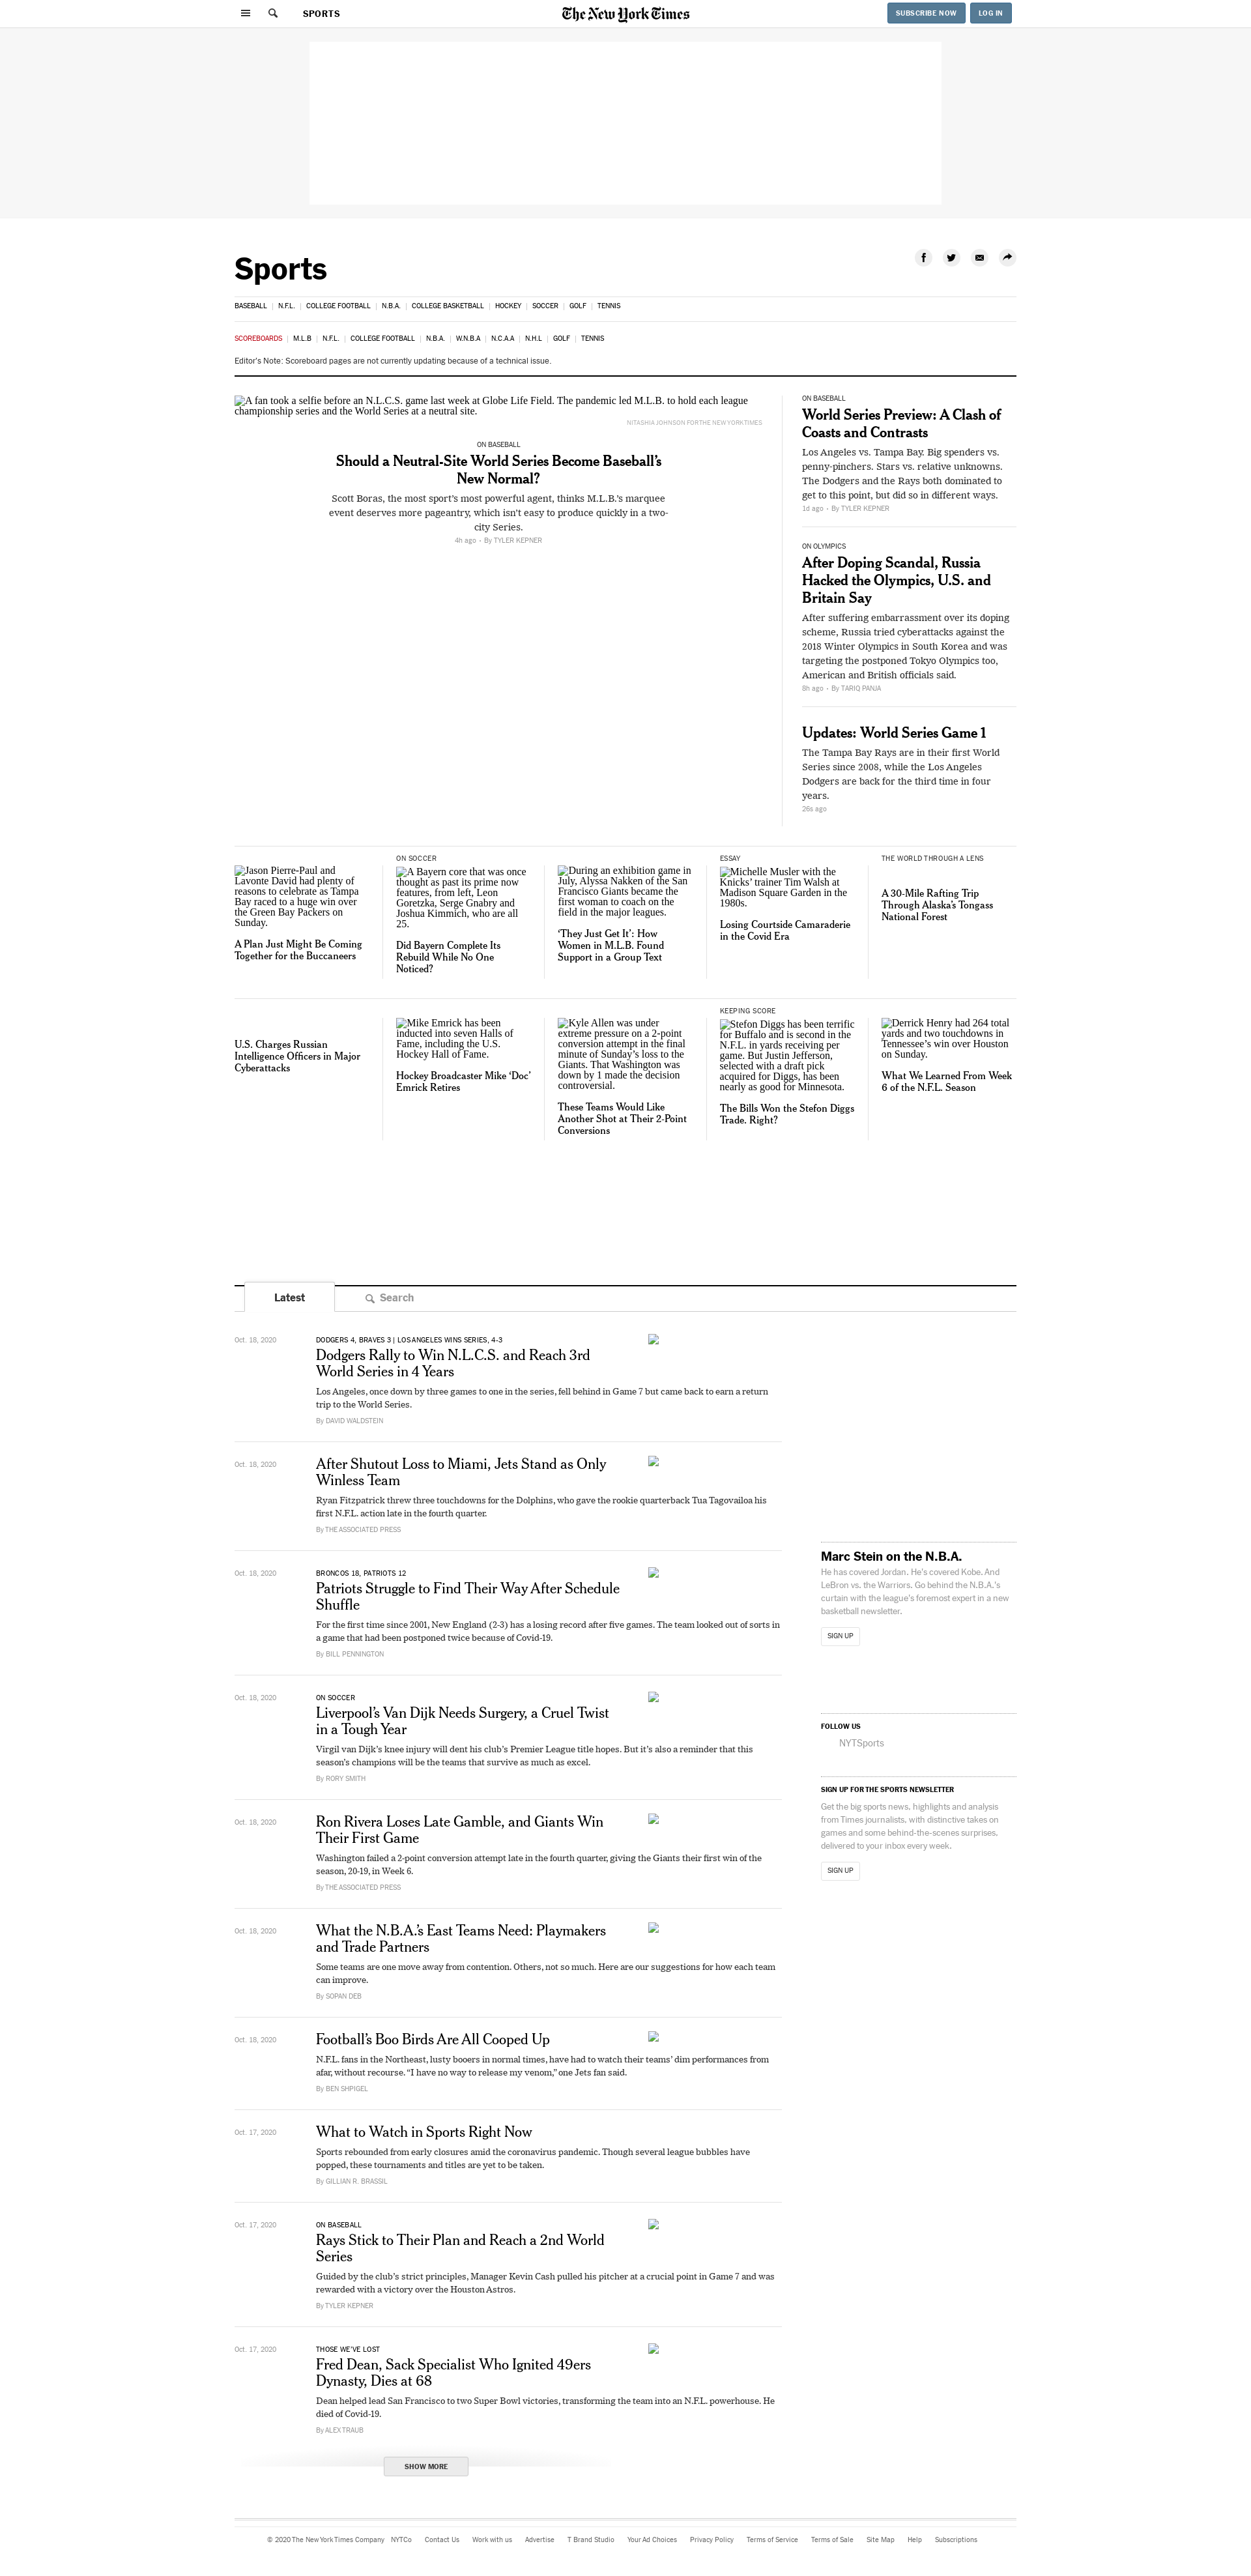 SPORTS
The New York Times
SUBSCRIBE NOW
LOG IN
Sports
BASEBALL | N.F.L. | COLLEGE FOOTBALL | N.B.A. | COLLEGE BASKETBALL | HOCKEY | SOCCER | GOLF | TENNIS
SCOREBOARDS | M.L.B | N.F.L. | COLLEGE FOOTBALL | N.B.A. | W.N.B.A | N.C.A.A | N.H.L | GOLF | TENNIS
Editor's Note: Scoreboard pages are not currently updating because of a technical issue.
A fan took a selfie before an N.L.C.S. game last week at Globe Life Field. The pandemic led M.L.B. to hold each league
championship series and the World Series at a neutral site.
NITASHIA JOHNSON FOR THE NEW YORK TIMES
ON BASEBALL
Should a Neutral-Site World Series Become Baseball’s
New Normal?
Scott Boras, the most sport’s most powerful agent, thinks M.L.B.’s marquee
event deserves more pageantry, which isn’t easy to produce quickly in a two-
city Series.
4h ago • By TYLER KEPNER
ON BASEBALL
World Series Preview: A Clash of
Coasts and Contrasts
Los Angeles vs. Tampa Bay. Big spenders vs.
penny-pinchers. Stars vs. relative unknowns.
The Dodgers and the Rays both dominated to
get to this point, but did so in different ways.
1d ago • By TYLER KEPNER
ON OLYMPICS
After Doping Scandal, Russia
Hacked the Olympics, U.S. and
Britain Say
After suffering embarrassment over its doping
scheme, Russia tried cyberattacks against the
2018 Winter Olympics in South Korea and was
targeting the postponed Tokyo Olympics too,
American and British officials said.
8h ago • By TARIQ PANJA
Updates: World Series Game 1
The Tampa Bay Rays are in their first World
Series since 2008, while the Los Angeles
Dodgers are back for the third time in four
years.
26s ago
Jason Pierre-Paul and
Lavonte David had plenty of
reasons to celebrate as Tampa
Bay raced to a huge win over
the Green Bay Packers on
Sunday.
A Plan Just Might Be Coming
Together for the Buccaneers
ON SOCCER
A Bayern core that was once
thought as past its prime now
features, from left, Leon
Goretzka, Serge Gnabry and
Joshua Kimmich, who are all
25.
Did Bayern Complete Its
Rebuild While No One
Noticed?
During an exhibition game in
July, Alyssa Nakken of the San
Francisco Giants became the
first woman to coach on the
field in the major leagues.
‘They Just Get It’: How
Women in M.L.B. Found
Support in a Group Text
ESSAY
Michelle Musler with the
Knicks’ trainer Tim Walsh at
Madison Square Garden in the
1980s.
Losing Courtside Camaraderie
in the Covid Era
THE WORLD THROUGH A LENS
A 30-Mile Rafting Trip
Through Alaska’s Tongass
National Forest
U.S. Charges Russian
Intelligence Officers in Major
Cyberattacks
Mike Emrick has been
inducted into seven Halls of
Fame, including the U.S.
Hockey Hall of Fame.
Hockey Broadcaster Mike ‘Doc’
Emrick Retires
Kyle Allen was under
extreme pressure on a 2-point
conversion attempt in the final
minute of Sunday’s loss to the
Giants. That Washington was
down by 1 made the decision
controversial.
These Teams Would Like
Another Shot at Their 2-Point
Conversions
KEEPING SCORE
Stefon Diggs has been terrific
for Buffalo and is second in the
N.F.L. in yards receiving per
game. But Justin Jefferson,
selected with a draft pick
acquired for Diggs, has been
nearly as good for Minnesota.
The Bills Won the Stefon Diggs
Trade. Right?
Derrick Henry had 264 total
yards and two touchdowns in
Tennessee’s win over Houston
on Sunday.
What We Learned From Week
6 of the N.F.L. Season
Latest
Search
Oct. 18, 2020
DODGERS 4, BRAVES 3 | LOS ANGELES WINS SERIES, 4-3
Dodgers Rally to Win N.L.C.S. and Reach 3rd
World Series in 4 Years
Los Angeles, once down by three games to one in the series, fell behind in Game 7 but came back to earn a return
trip to the World Series.
By DAVID WALDSTEIN
Oct. 18, 2020
After Shutout Loss to Miami, Jets Stand as Only
Winless Team
Ryan Fitzpatrick threw three touchdowns for the Dolphins, who gave the rookie quarterback Tua Tagovailoa his
first N.F.L. action late in the fourth quarter.
By THE ASSOCIATED PRESS
Oct. 18, 2020
BRONCOS 18, PATRIOTS 12
Patriots Struggle to Find Their Way After Schedule
Shuffle
For the first time since 2001, New England (2-3) has a losing record after five games. The team looked out of sorts in
a game that had been postponed twice because of Covid-19.
By BILL PENNINGTON
Oct. 18, 2020
ON SOCCER
Liverpool’s Van Dijk Needs Surgery, a Cruel Twist
in a Tough Year
Virgil van Dijk’s knee injury will dent his club’s Premier League title hopes. But it’s also a reminder that this
season’s champions will be the teams that survive as much as excel.
By RORY SMITH
Oct. 18, 2020
Ron Rivera Loses Late Gamble, and Giants Win
Their First Game
Washington failed a 2-point conversion attempt late in the fourth quarter, giving the Giants their first win of the
season, 20-19, in Week 6.
By THE ASSOCIATED PRESS
Oct. 18, 2020
What the N.B.A.’s East Teams Need: Playmakers
and Trade Partners
Some teams are one move away from contention. Others, not so much. Here are our suggestions for how each team
can improve.
By SOPAN DEB
Oct. 18, 2020
Football’s Boo Birds Are All Cooped Up
N.F.L. fans in the Northeast, lusty booers in normal times, have had to watch their teams’ dim performances from
afar, without recourse. “I have no way to release my venom,” one Jets fan said.
By BEN SHPIGEL
Oct. 17, 2020
What to Watch in Sports Right Now
Sports rebounded from early closures amid the coronavirus pandemic. Though several league bubbles have
popped, these tournaments and titles are yet to be taken.
By GILLIAN R. BRASSIL
Oct. 17, 2020
ON BASEBALL
Rays Stick to Their Plan and Reach a 2nd World
Series
Guided by the club’s strict principles, Manager Kevin Cash pulled his pitcher at a crucial point in Game 7 and was
rewarded with a victory over the Houston Astros.
By TYLER KEPNER
Oct. 17, 2020
THOSE WE’VE LOST
Fred Dean, Sack Specialist Who Ignited 49ers
Dynasty, Dies at 68
Dean helped lead San Francisco to two Super Bowl victories, transforming the team into an N.F.L. powerhouse. He
died of Covid-19.
By ALEX TRAUB
SHOW MORE
Marc Stein on the N.B.A.
He has covered Jordan. He’s covered Kobe. And
LeBron vs. the Warriors. Go behind the N.B.A.’s
curtain with the league’s foremost expert in a new
basketball newsletter.
SIGN UP
FOLLOW US
NYTSports
SIGN UP FOR THE SPORTS NEWSLETTER
Get the big sports news, highlights and analysis
from Times journalists, with distinctive takes on
games and some behind-the-scenes surprises,
delivered to your inbox every week.
SIGN UP
© 2020 The New York Times Company NYTCo Contact Us Work with us Advertise T Brand Studio Your Ad Choices Privacy Policy Terms of Service Terms of Sale Site Map Help Subscriptions